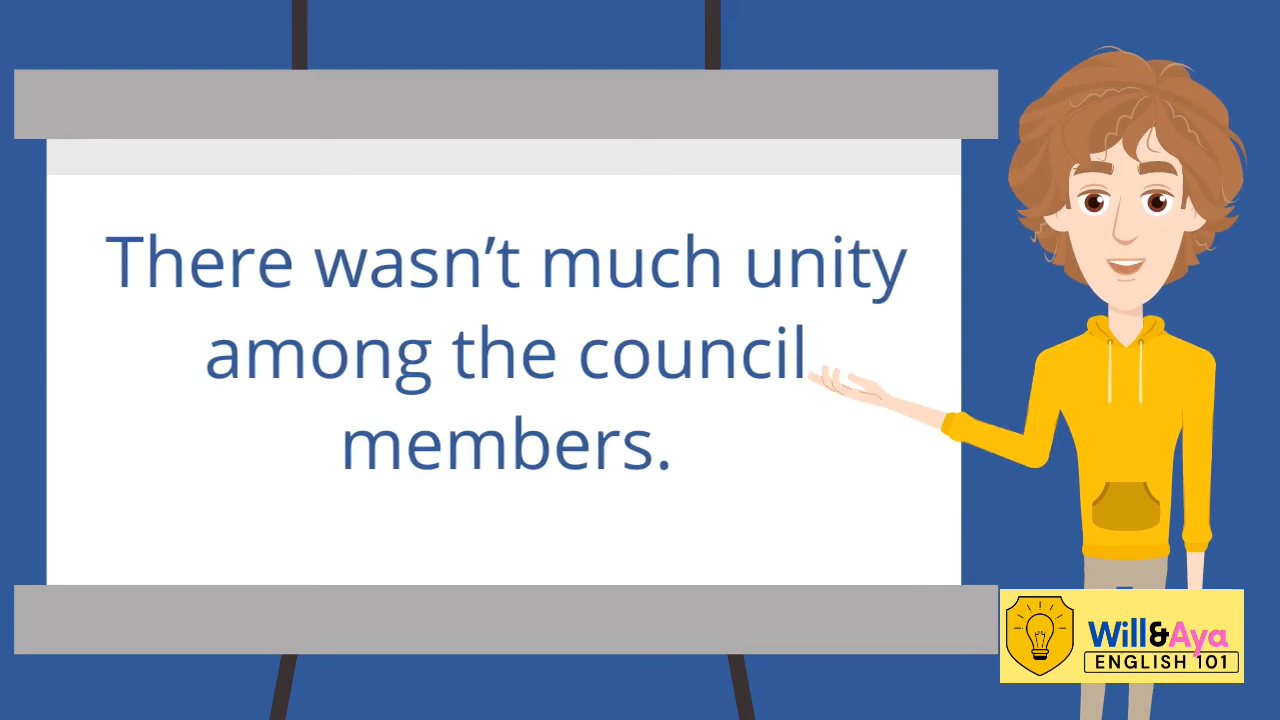 There wasn’t much unity
among the council
members.
Will&Aya
ENGLISH 101